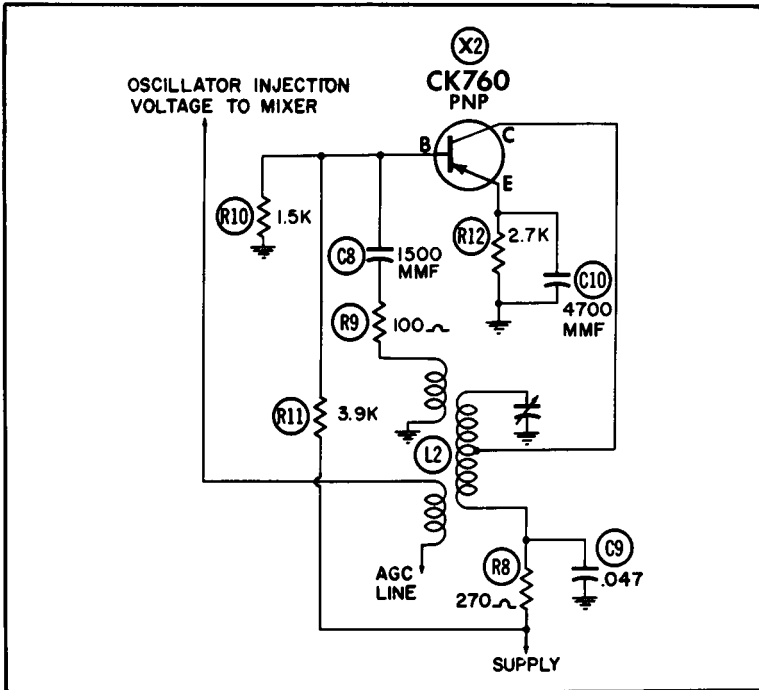 X2
CK760
PNP
OSCILLATOR INJECTION
VOLTAGE TO MIXER
B
C
E
R10
1.5K
R12
2.7K
C8
1500
MMF
C10
4700
MMF
R9
100
R11
3.9K
L2
C9
.047
R8
270
AGC
LINE
SUPPLY